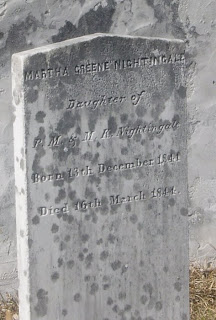 MARTHA GREENE NIGHTINGALE
Daughter of
P. M. & M. K. Nightingale
Born 13th December 1841
Died 16th March 1844.